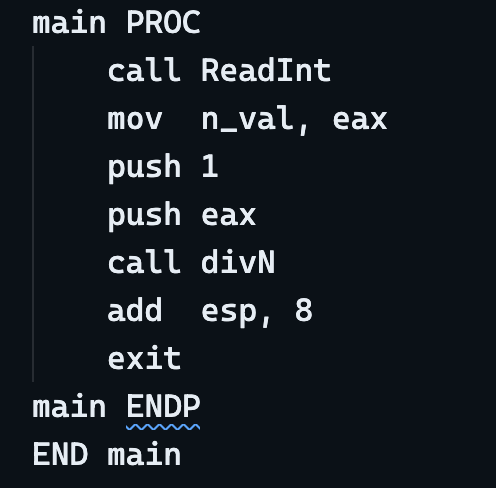 main PROC
    call ReadInt
    mov  n_val, eax
    push 1
    push eax
    call divN
    add  esp, 8
    exit
main ENDP
END main